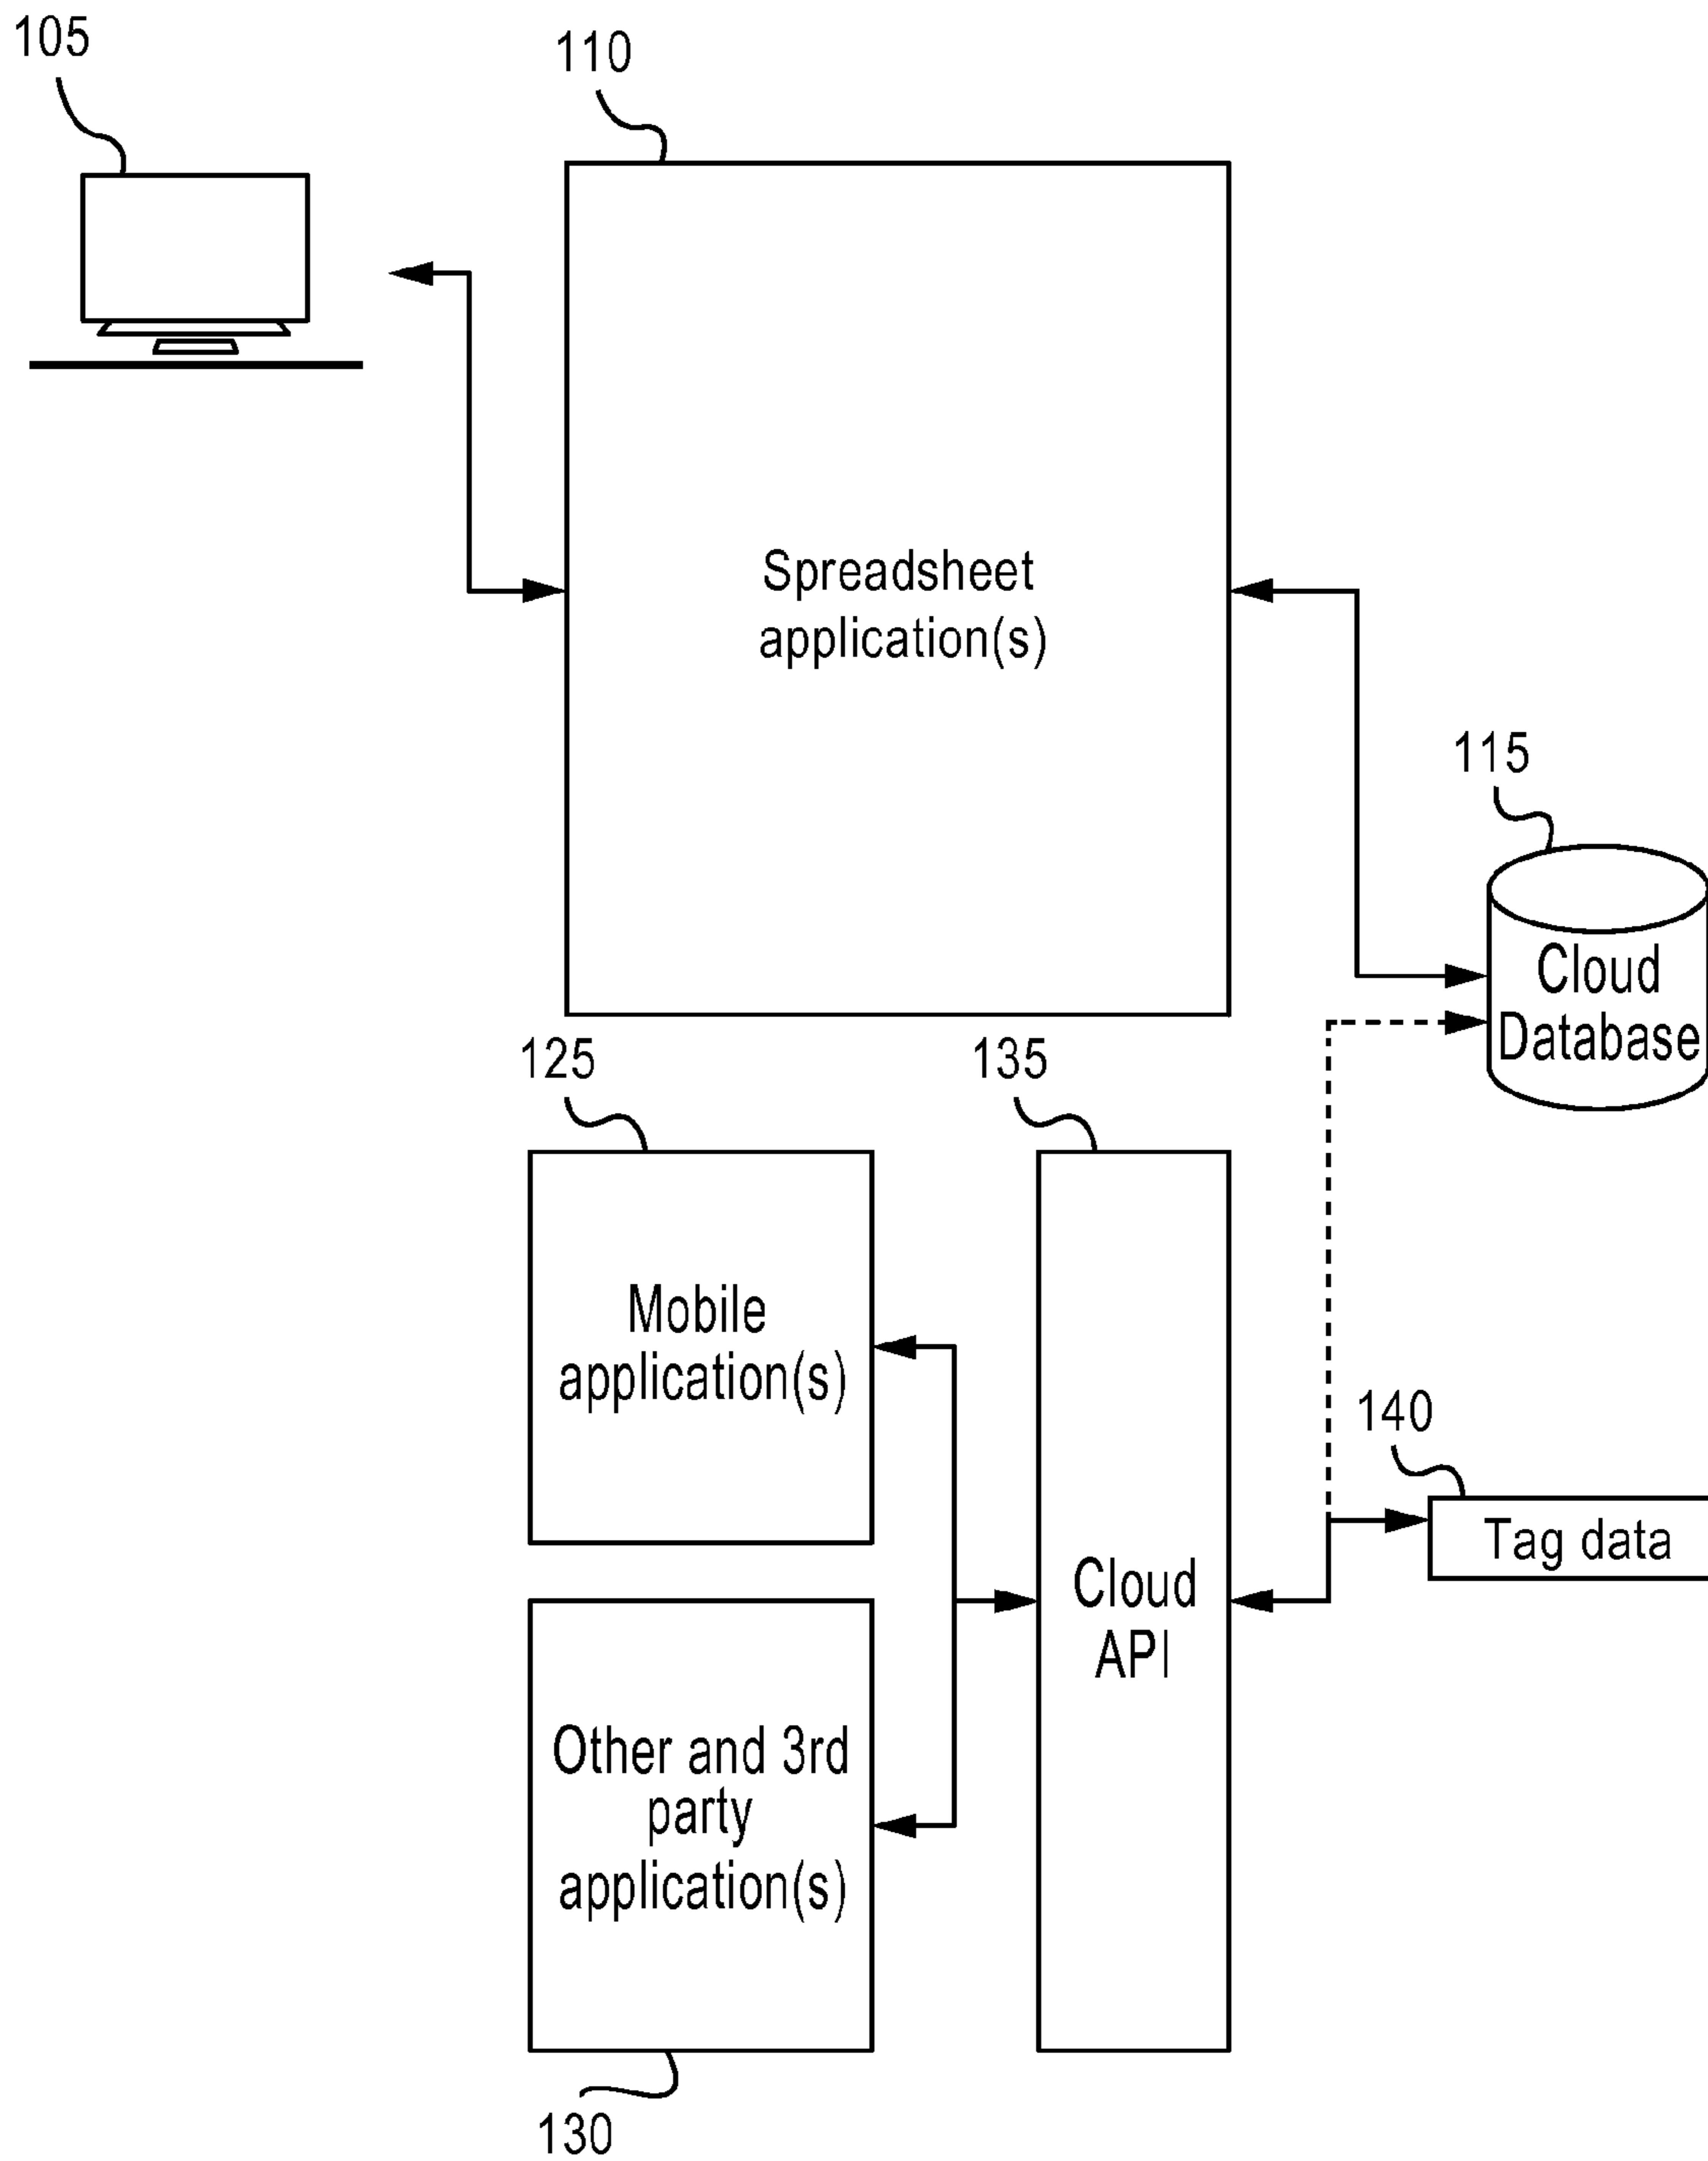 105
110
Spreadsheet
application(s)
115
Cloud
Database
125
135
Mobile
application(s)
140
Tag data
Cloud
API
Other and 3rd
party
application(s)
130